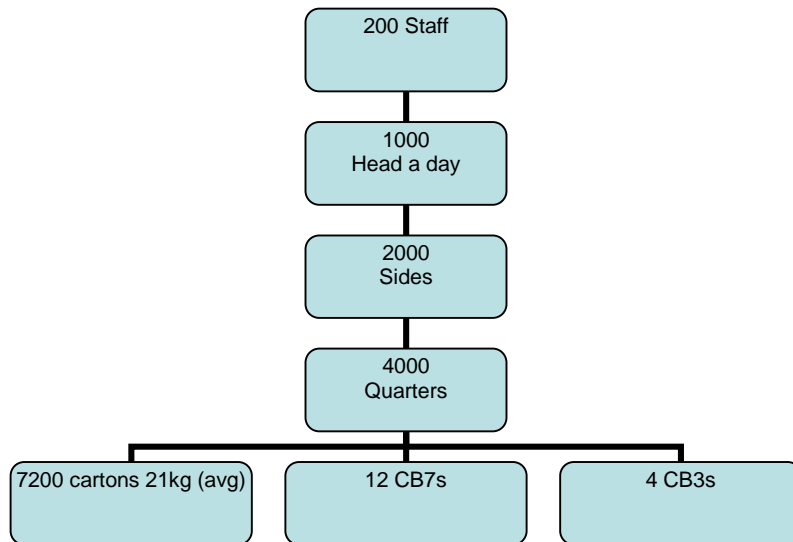 200 Staff
1000
Head a day
2000
Sides
4000
Quarters
7200 cartons 21kg (avg)
12 CB7s
4 CB3s